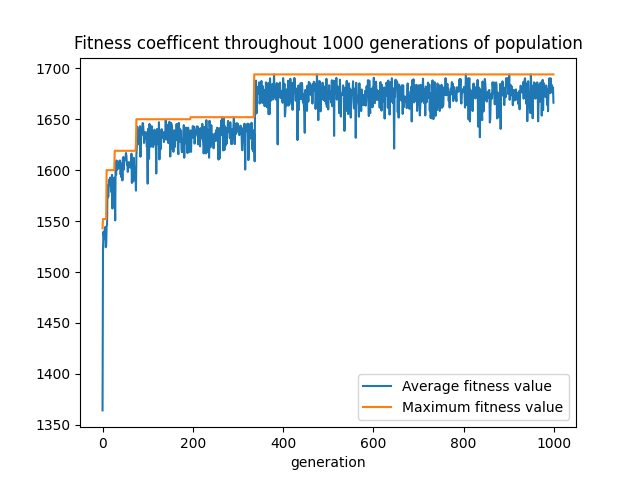 Fitness coefficent throughout 1000 generations of population
1700
1650
1600
1550
1500
1450
1400
1350
0 200 400 600 800 1000
generation
Average fitness value
Maximum fitness value